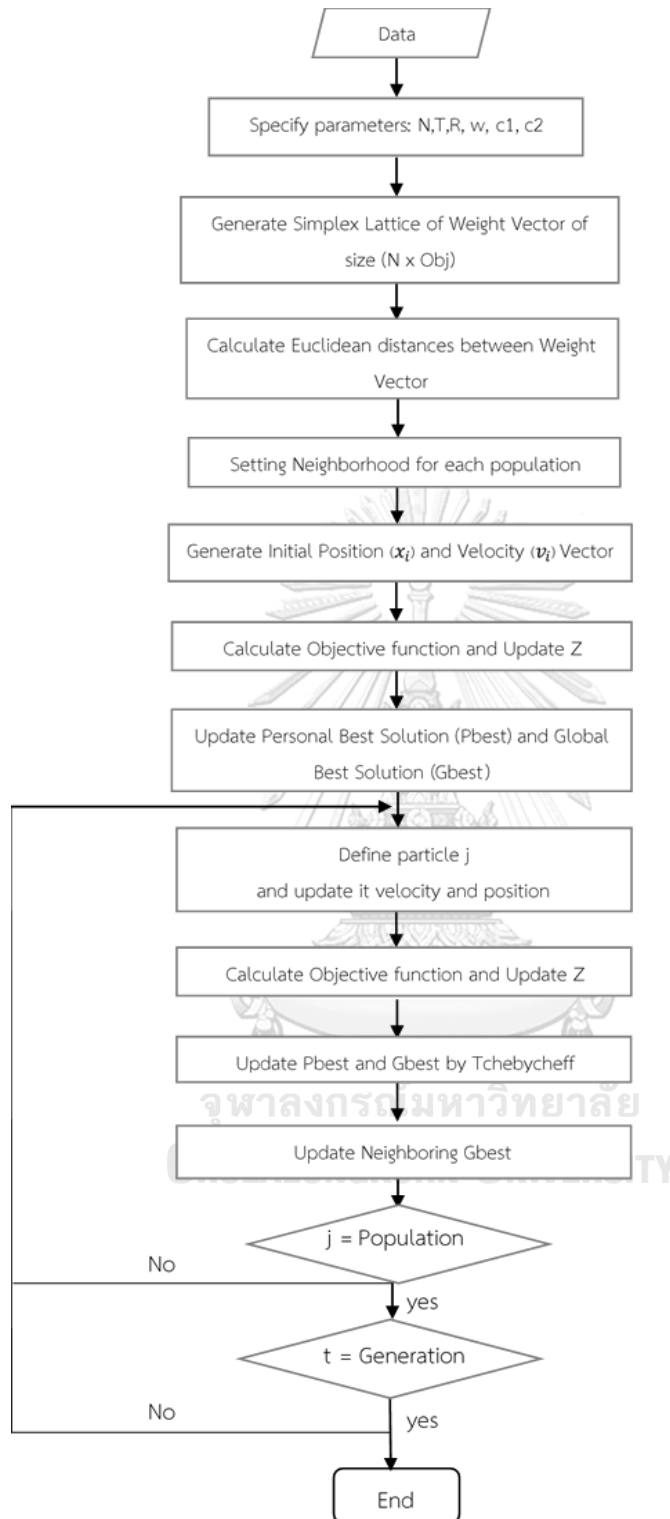 Data
Specify parameters: N,T,R, w, c1, c2
Generate Simplex Lattice of Weight Vector of
size (N x Obj)
Calculate Euclidean distances between Weight
Vector
Setting Neighborhood for each population
Generate Initial Position (xᵢ) and Velocity (vᵢ) Vector
Calculate Objective function and Update Z
Update Personal Best Solution (Pbest) and Global
Best Solution (Gbest)
Define particle j
and update it velocity and position
Calculate Objective function and Update Z
Update Pbest and Gbest by Tchebycheff
จุฬาลงกรณ์มหาวิทยาลัย
Update Neighboring Gbest
j = Population
No
yes
t = Generation
No
yes
End